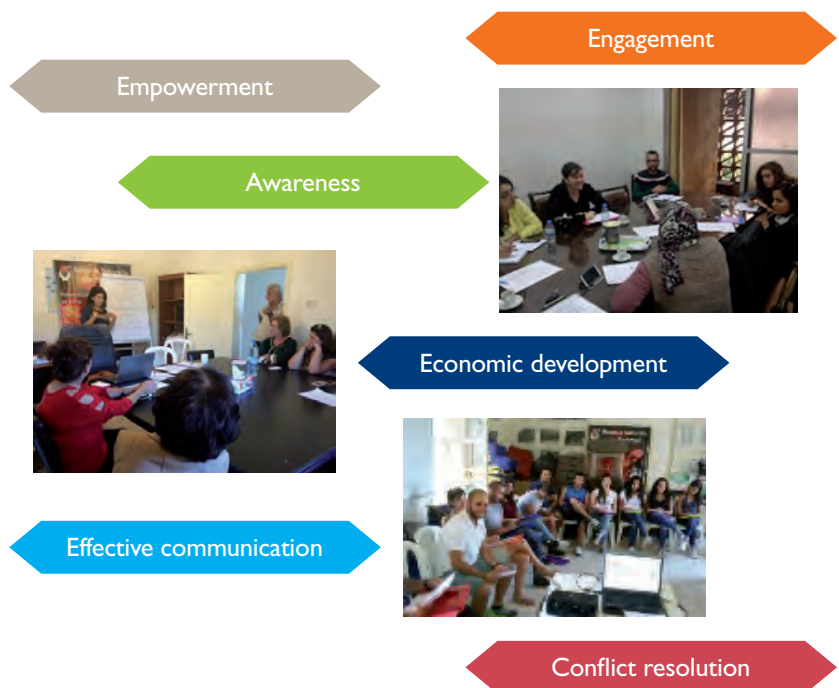 Engagement
Empowerment
Awareness
Economic development
Effective communication
Conflict resolution